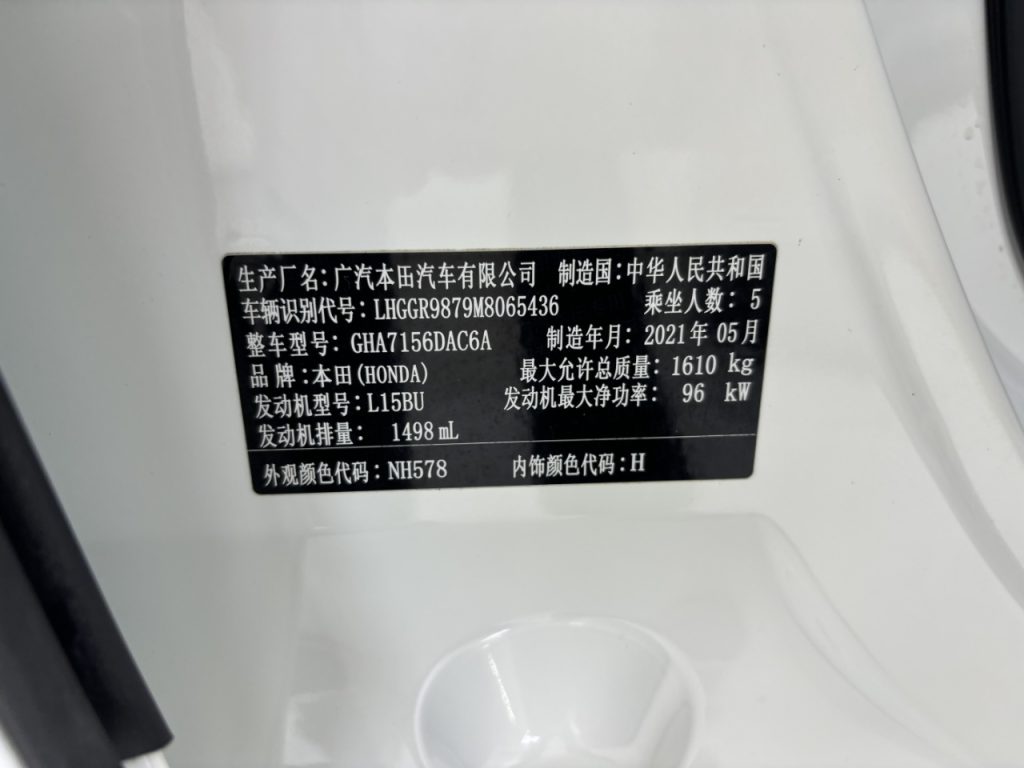 生产厂名:广汽本田汽车有限公司 制造国:中华人民共和国
车辆识别代号:LHGGR9879M8065436 乘坐人数:5
整车型号:GHA7156DAC6A 制造年月:2021年05月
品牌:本田(HONDA) 最大允许总质量:1610 kg
发动机型号:L15BU 发动机最大净功率:96 kW
发动机排量:1498 mL
外观颜色代码:NH578 内饰颜色代码:H